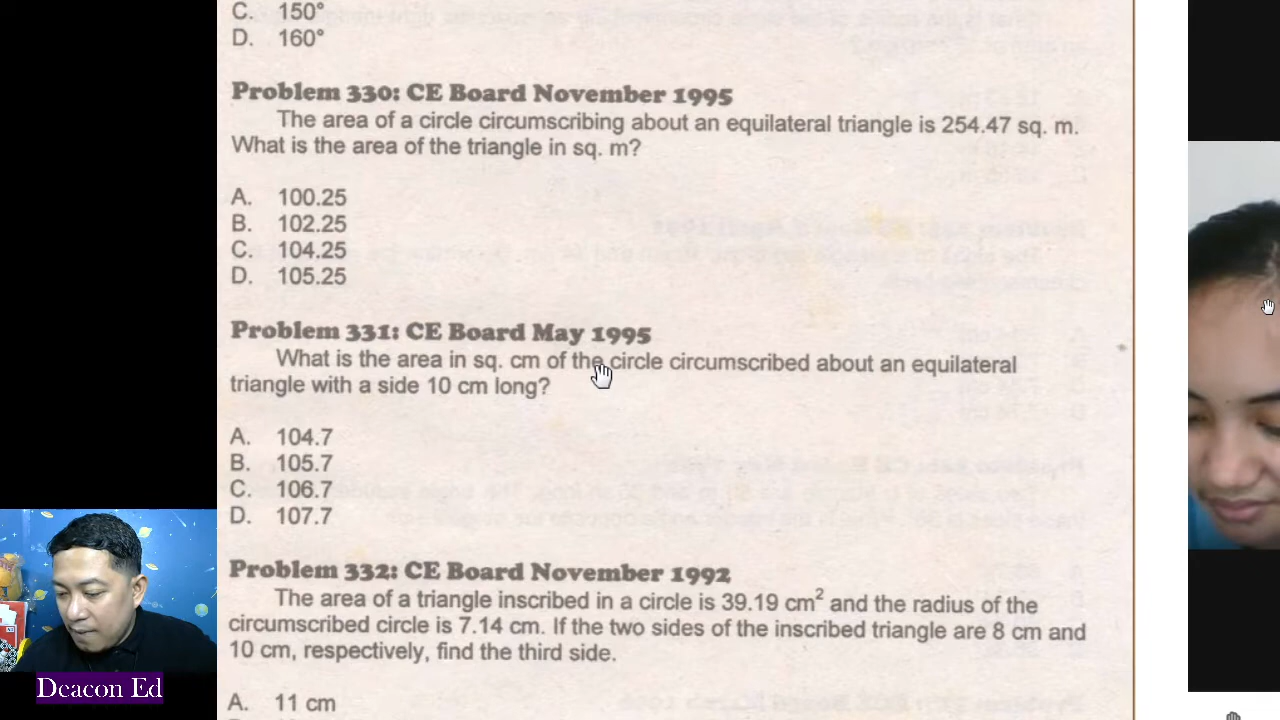 C. 150°
D. 160°
Problem 330: CE Board November 1995
The area of a circle circumscribing about an equilateral triangle is 254.47 sq. m.
What is the area of the triangle in sq. m?
A. 100.25
B. 102.25
C. 104.25
D. 105.25
Problem 331: CE Board May 1995
What is the area in sq. cm of the circle circumscribed about an equilateral
triangle with a side 10 cm long?
A. 104.7
B. 105.7
C. 106.7
D. 107.7
Problem 332: CE Board November 1992
The area of a triangle inscribed in a circle is 39.19 cm² and the radius of the
circumscribed circle is 7.14 cm. If the two sides of the inscribed triangle are 8 cm and
10 cm, respectively, find the third side.
A. 11 cm
Deacon Ed